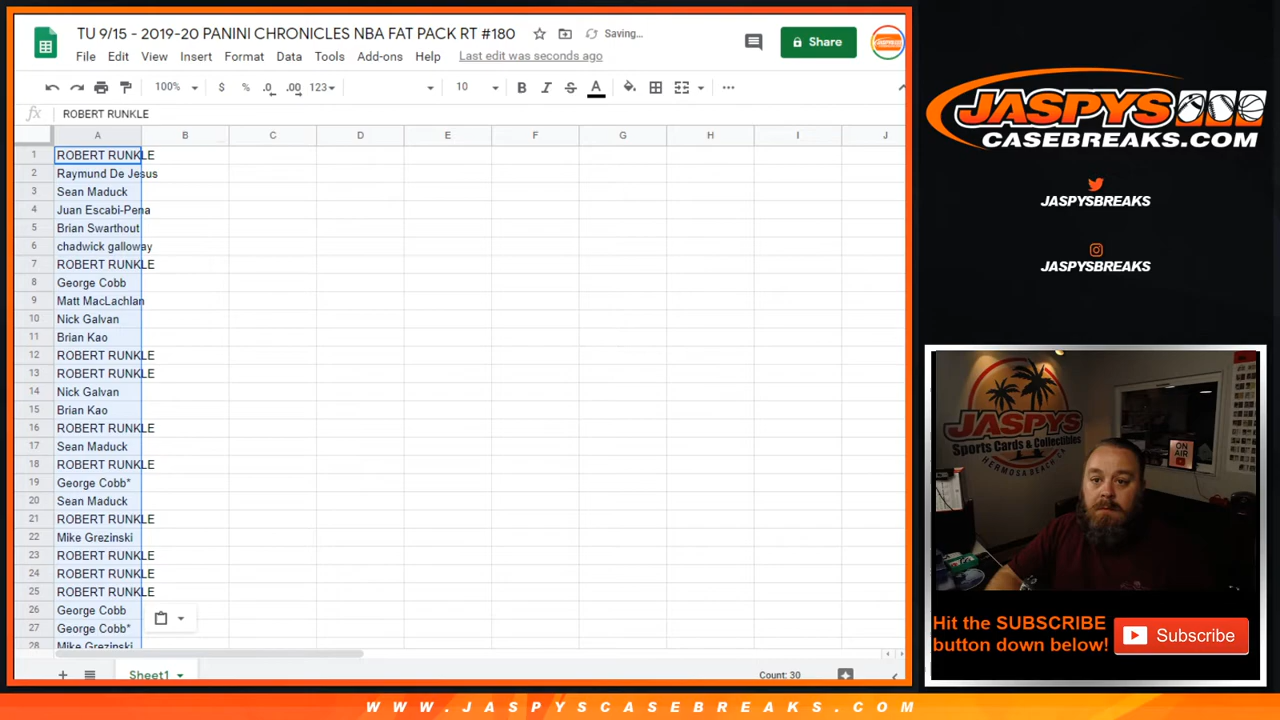 TU 9/15 - 2019-20 PANINI CHRONICLES NBA FAT PACK RT #180
Saving...
File Edit View Insert Format Data Tools Add-ons Help Last edit was seconds ago
Share
100% $ % .0 .00 123 10 B I S A
fx ROBERT RUNKLE
A B C D E F G H I J
1 ROBERT RUNKLE
2 Raymund De Jesus
3 Sean Maduck
4 Juan Escabi-Pena
5 Brian Swarthout
6 chadwick galloway
7 ROBERT RUNKLE
8 George Cobb
9 Matt MacLachlan
10 Nick Galvan
11 Brian Kao
12 ROBERT RUNKLE
13 ROBERT RUNKLE
14 Nick Galvan
15 Brian Kao
16 ROBERT RUNKLE
17 Sean Maduck
18 ROBERT RUNKLE
19 George Cobb*
20 Sean Maduck
21 ROBERT RUNKLE
22 Mike Grezinski
23 ROBERT RUNKLE
24 ROBERT RUNKLE
25 ROBERT RUNKLE
26 George Cobb
27 George Cobb*
28 Mike Grezinski
Sheet1
Count: 30
JASPYS
CASEBREAKS.COM
JASPYSBREAKS
JASPYSBREAKS
JASPYS
Sports Cards & Collectibles
HERMOSA BEACH CA
ON AIR
Hit the SUBSCRIBE
button down below!
Subscribe
WWW.JASPYSCASEBREAKS.COM